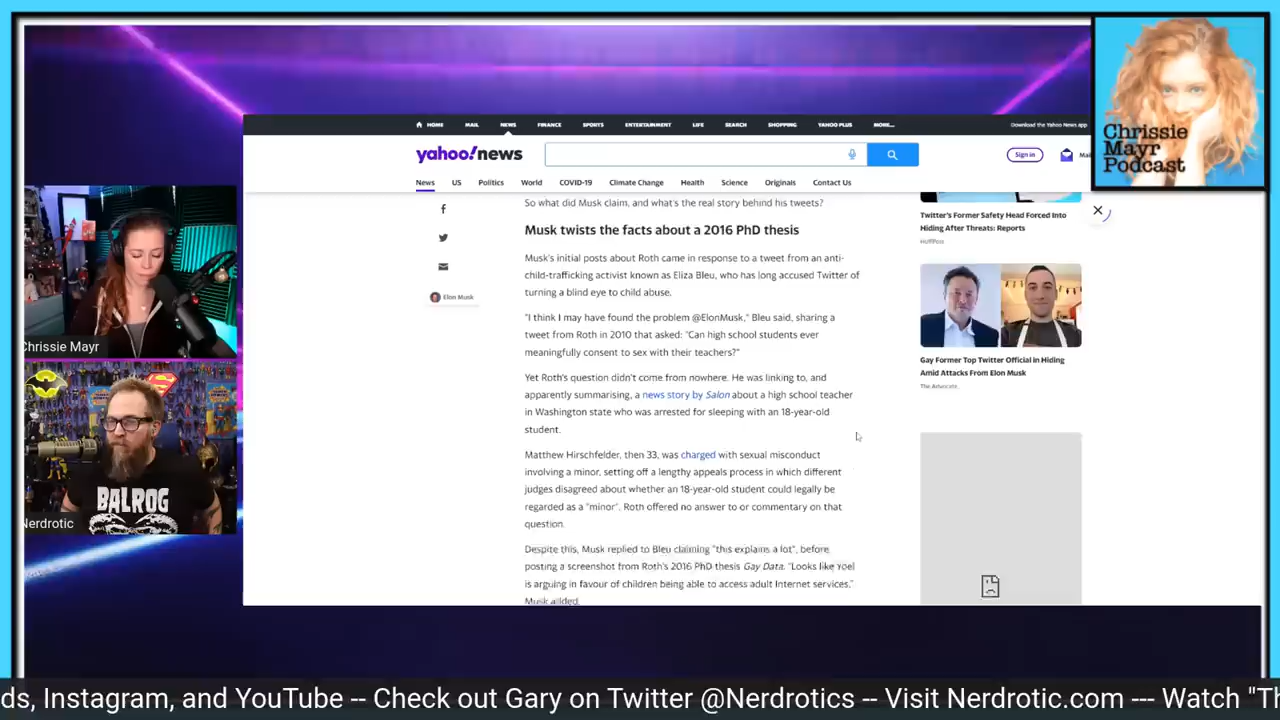 HOME MAIL NEWS FINANCE SPORTS ENTERTAINMENT LIFE SEARCH SHOPPING YAHOO PLUS MORE... Download the Yahoo News app
yahoo!news
Sign in
Mail
News US Politics World COVID-19 Climate Change Health Science Originals Contact Us
Chrissie
Mayr
Podcast
Elon Musk
So what did Musk claim, and what's the real story behind his tweets?
Musk twists the facts about a 2016 PhD thesis
Musk's initial posts about Roth came in response to a tweet from an anti-
child-trafficking activist known as Eliza Bleu, who has long accused Twitter of
turning a blind eye to child abuse.
"I think I may have found the problem @ElonMusk," Bleu said, sharing a
tweet from Roth in 2010 that asked: "Can high school students ever
meaningfully consent to sex with their teachers?"
Yet Roth's question didn't come from nowhere. He was linking to, and
apparently summarising, a news story by Salon about a high school teacher
in Washington state who was arrested for sleeping with an 18-year-old
student.
Matthew Hirschfelder, then 33, was charged with sexual misconduct
involving a minor, setting off a lengthy appeals process in which different
judges disagreed about whether an 18-year-old student could legally be
regarded as a "minor". Roth offered no answer to or commentary on that
question.
Despite this, Musk replied to Bleu claiming "this explains a lot", before
posting a screenshot from Roth's 2016 PhD thesis Gay Data. "Looks like Yoel
is arguing in favour of children being able to access adult Internet services,"
Musk added.
Twitter's Former Safety Head Forced Into
Hiding After Threats: Reports
HuffPost
Gay Former Top Twitter Official in Hiding
Amid Attacks From Elon Musk
The Advocate
Chrissie Mayr
BALROG
Nerdrotic
ds, Instagram, and YouTube -- Check out Gary on Twitter @Nerdrotics -- Visit Nerdrotic.com --- Watch "Th